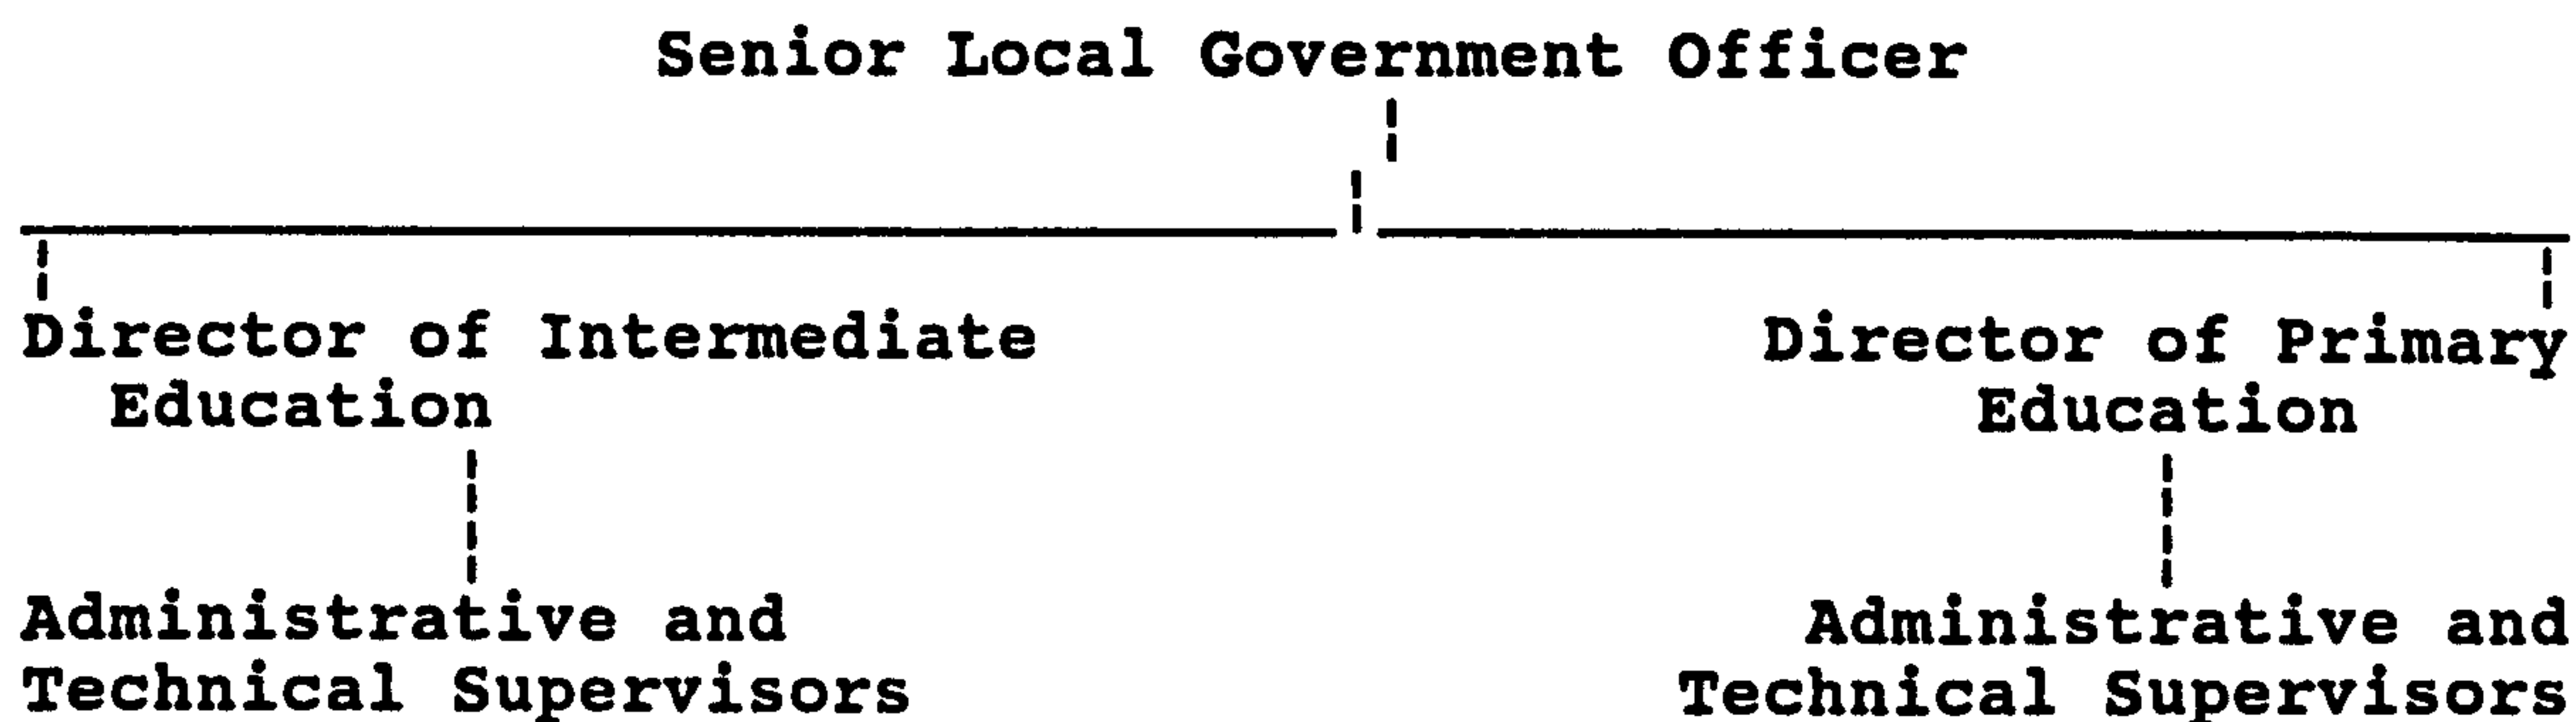 Senior Local Government Officer
Director of Intermediate
Education
Director of Primary
Education
Administrative and
Technical Supervisors
Administrative and
Technical Supervisors